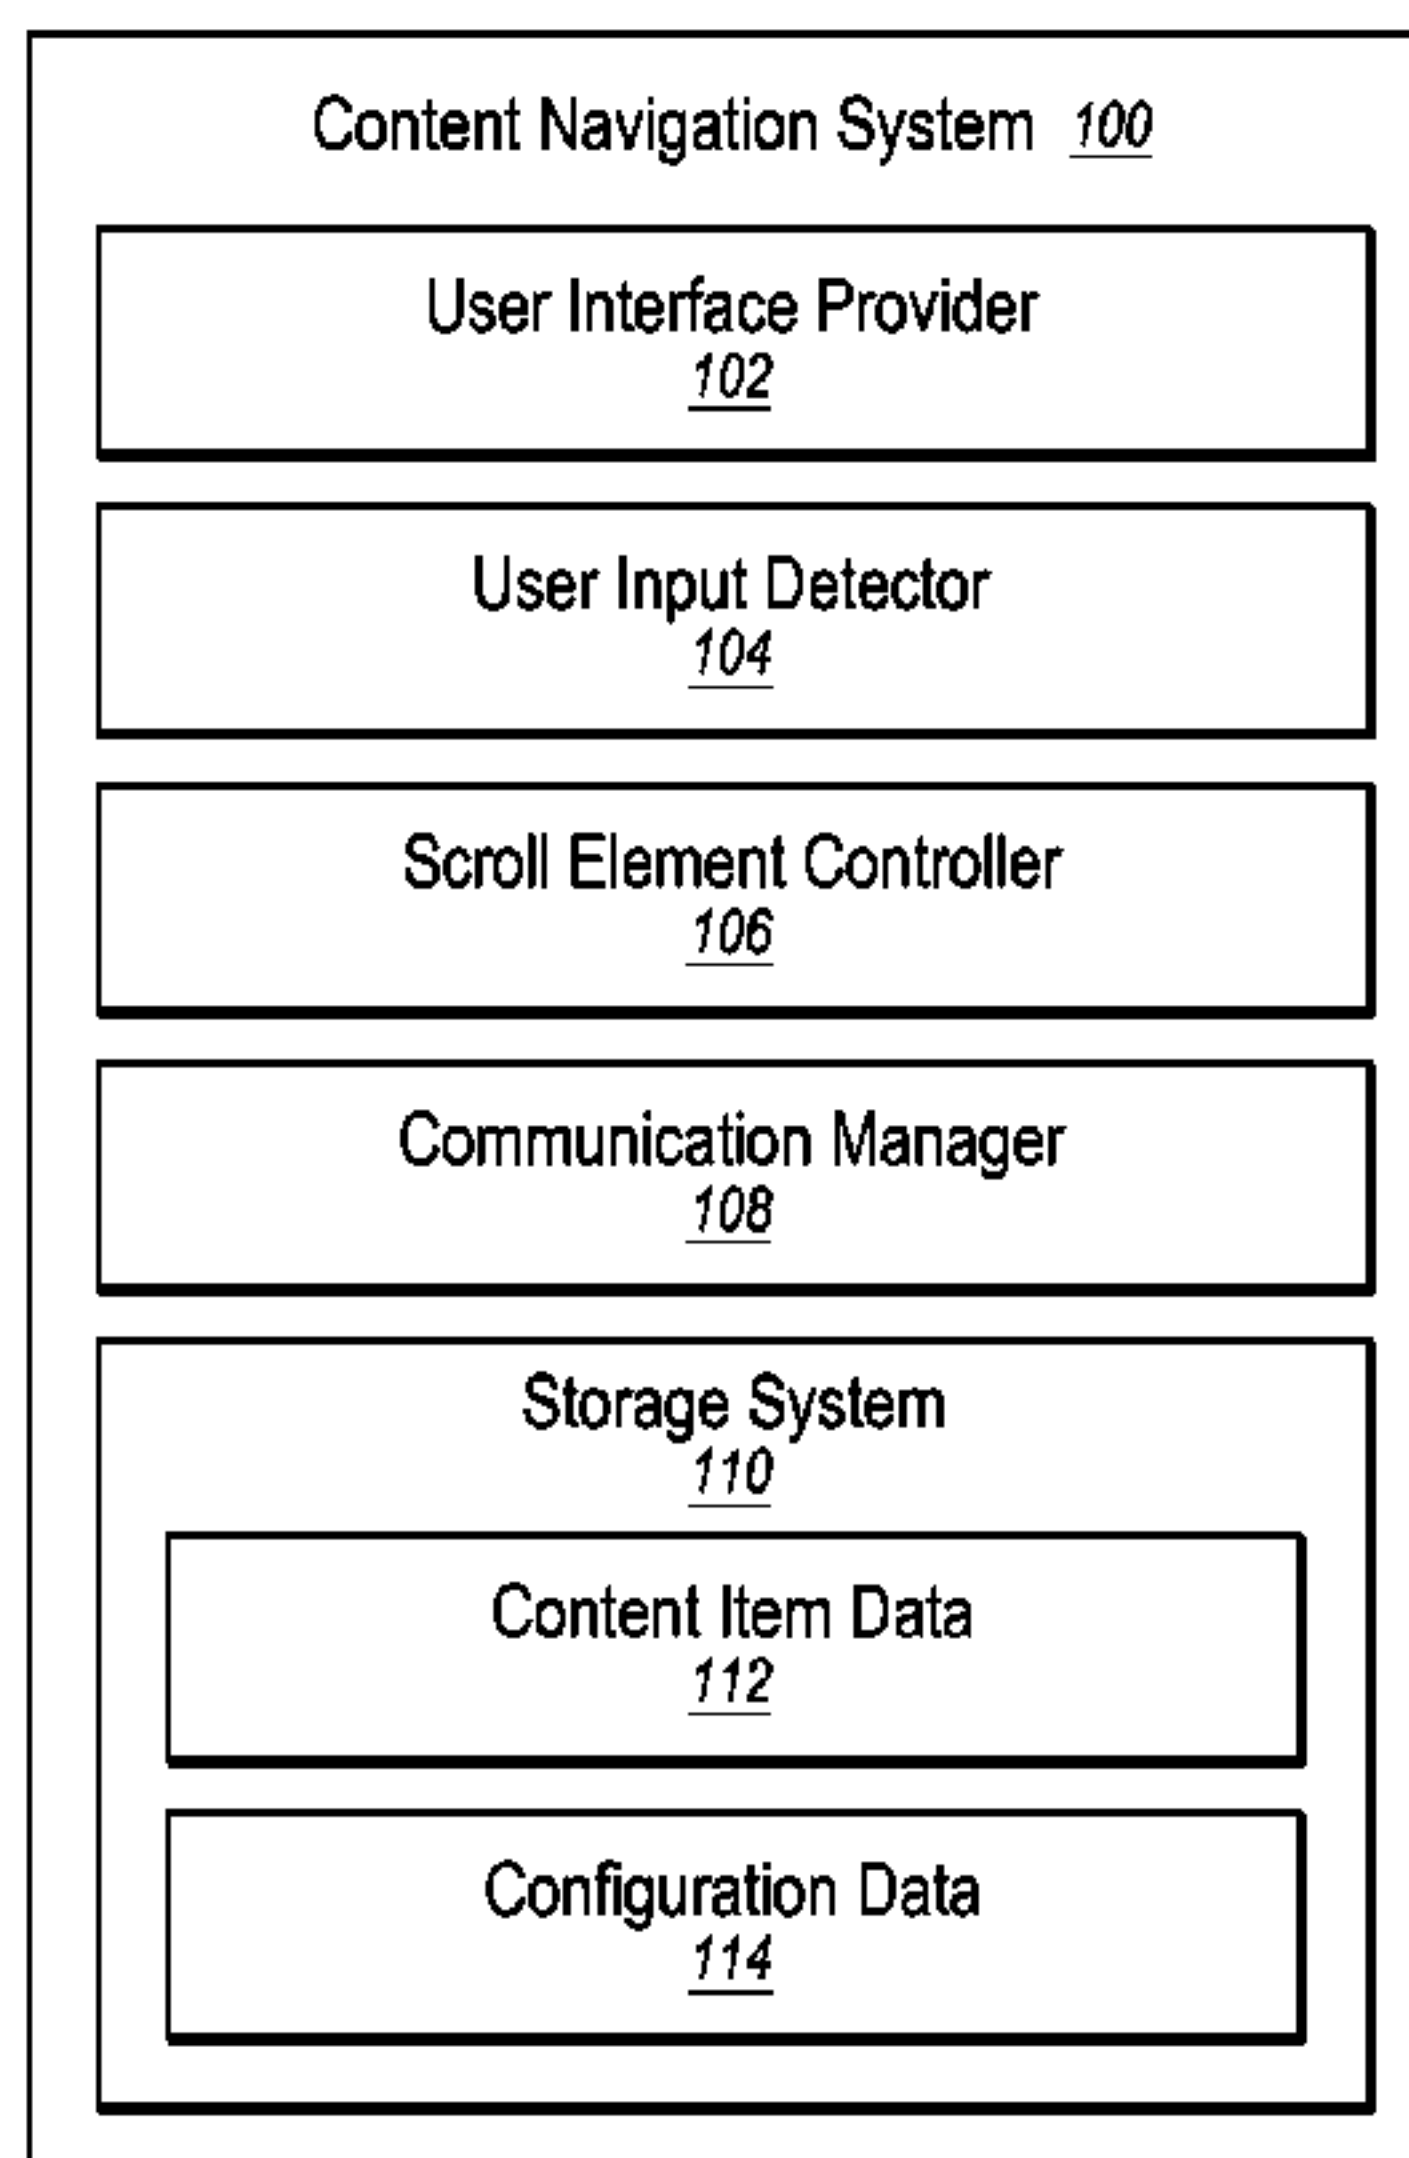 Content Navigation System 100
User Interface Provider
102
User Input Detector
104
Scroll Element Controller
106
Communication Manager
108
Storage System
110
Content Item Data
112
Configuration Data
114